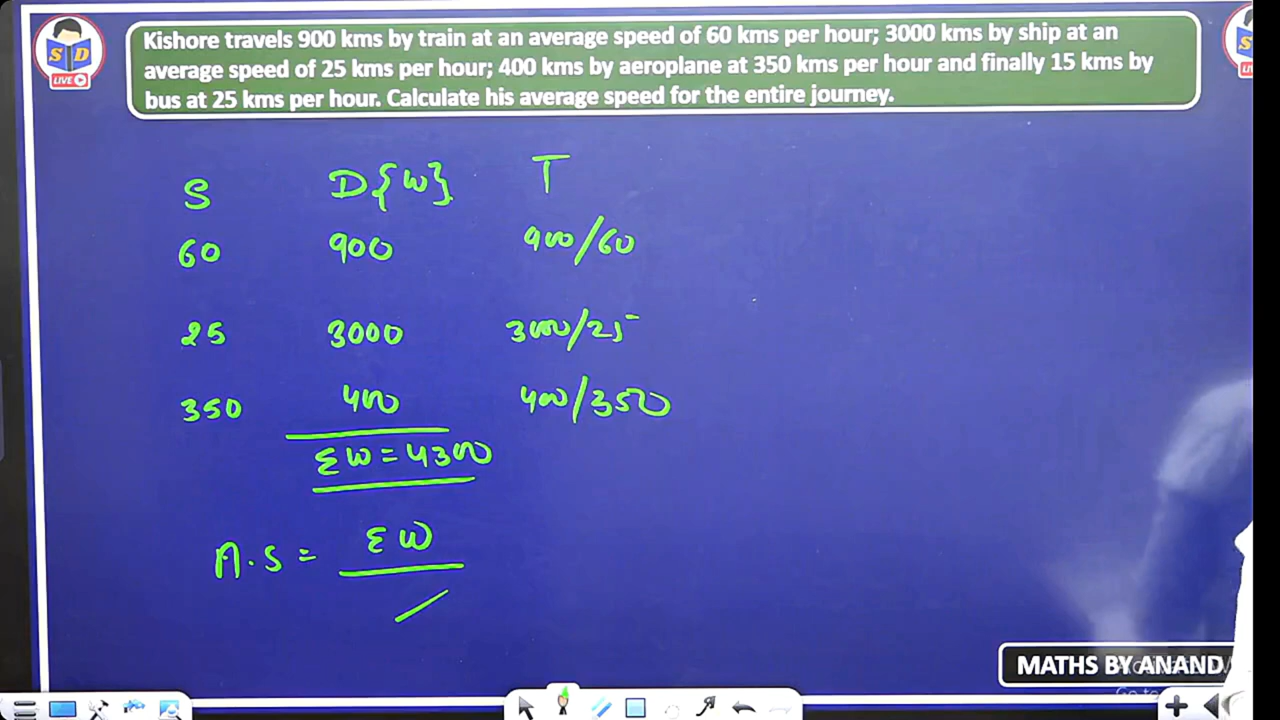 S D
LIVE
Kishore travels 900 kms by train at an average speed of 60 kms per hour; 3000 kms by ship at an
average speed of 25 kms per hour; 400 kms by aeroplane at 350 kms per hour and finally 15 kms by
bus at 25 kms per hour. Calculate his average speed for the entire journey.
S D{W} T
60 900 900/60
25 3000 3000/25
350 400 400/350
ΣW = 4300
A.S = ΣW
MATHS BY ANAND